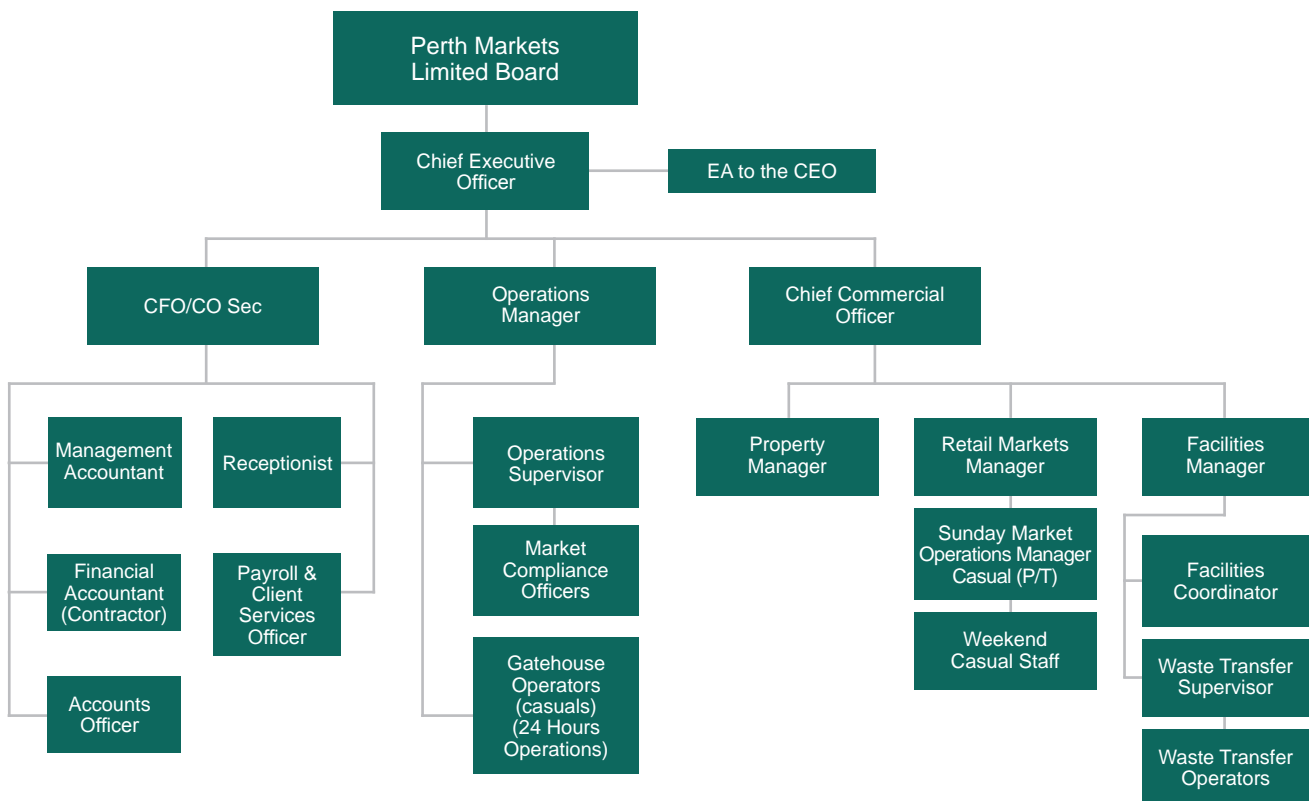 Perth Markets
Limited Board
Chief Executive
Officer
EA to the CEO
CFO/CO Sec
Operations
Manager
Chief Commercial
Officer
Management
Accountant
Receptionist
Financial
Accountant
(Contractor)
Payroll &
Client
Services
Officer
Accounts
Officer
Operations
Supervisor
Market
Compliance
Officers
Gatehouse
Operators
(casuals)
(24 Hours
Operations)
Property
Manager
Retail Markets
Manager
Sunday Market
Operations Manager
Casual (P/T)
Weekend
Casual Staff
Facilities
Manager
Facilities
Coordinator
Waste Transfer
Supervisor
Waste Transfer
Operators